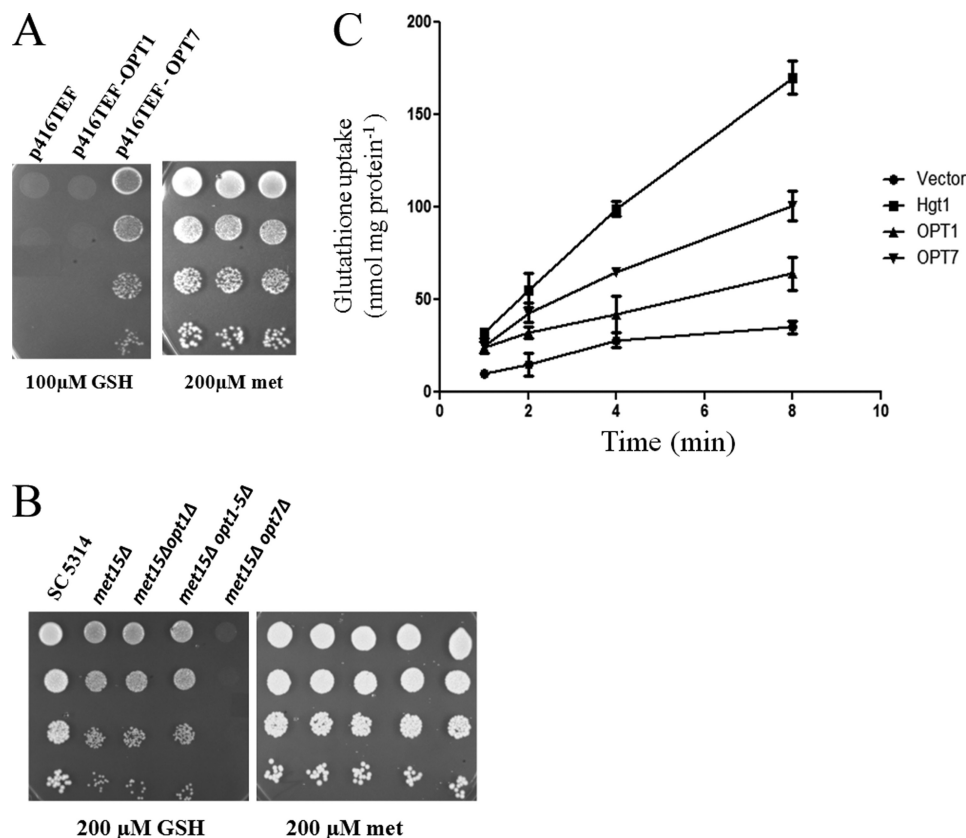 A
p416TEF
p416TEF-OPT1
p416TEF- OPT7
100µM GSH
200µM met
C
200
150
100
50
0
Glutathione uptake
(nmol mg protein⁻¹)
0
2
4
6
8
10
Time (min)
Vector
Hgt1
OPT1
OPT7
B
SC 5314
met15Δ
met15Δopt1Δ
met15Δ opt1-5Δ
met15Δ opt7Δ
200 µM GSH
200 µM met